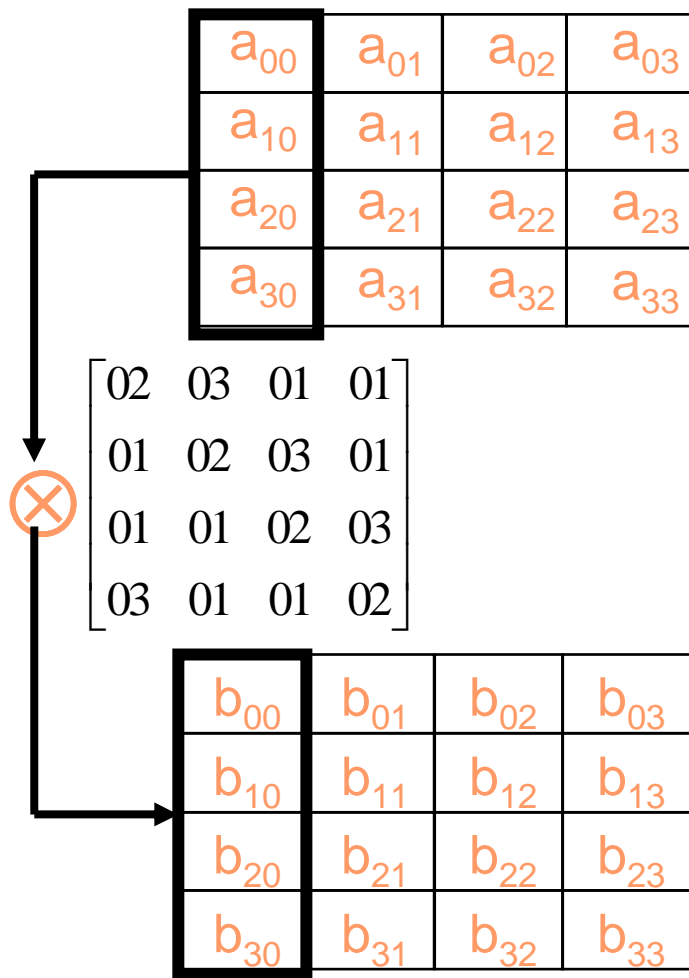 a₀₀ a₀₁ a₀₂ a₀₃
a₁₀ a₁₁ a₁₂ a₁₃
a₂₀ a₂₁ a₂₂ a₂₃
a₃₀ a₃₁ a₃₂ a₃₃
02 03 01 01
01 02 03 01
01 01 02 03
03 01 01 02
b₀₀ b₀₁ b₀₂ b₀₃
b₁₀ b₁₁ b₁₂ b₁₃
b₂₀ b₂₁ b₂₂ b₂₃
b₃₀ b₃₁ b₃₂ b₃₃